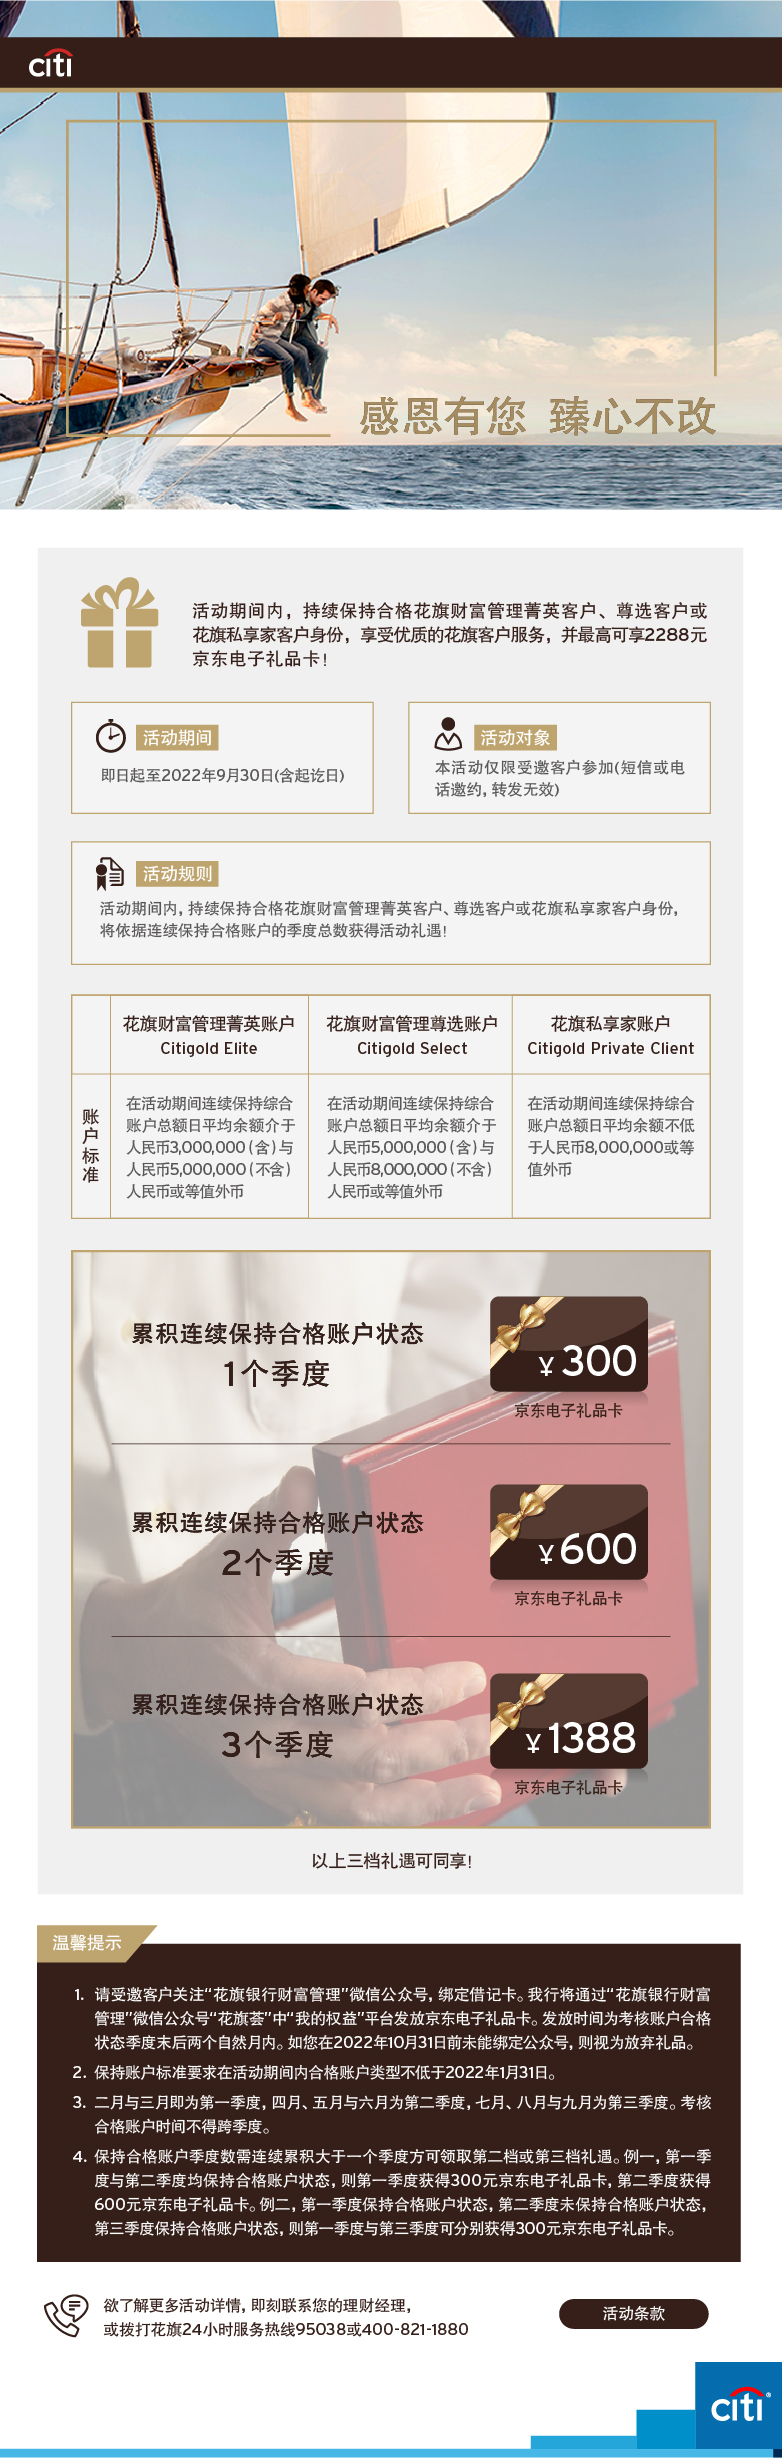 citi
感恩有您 臻心不改
活动期间内，持续保持合格花旗财富管理菁英客户、尊选客户或
花旗私享家客户身份，享受优质的花旗客户服务，并最高可享2288元
京东电子礼品卡！
活动期间
即日起至2022年9月30日(含起讫日)
活动对象
本活动仅限受邀客户参加(短信或电
话邀约，转发无效)
活动规则
活动期间内，持续保持合格花旗财富管理菁英客户、尊选客户或花旗私享家客户身份，
将依据连续保持合格账户的季度总数获得活动礼遇！
花旗财富管理菁英账户
Citigold Elite
花旗财富管理尊选账户
Citigold Select
花旗私享家账户
Citigold Private Client
账户标准
在活动期间连续保持综合
账户总额日平均余额介于
人民币3,000,000（含）与
人民币5,000,000（不含）
人民币或等值外币
在活动期间连续保持综合
账户总额日平均余额介于
人民币5,000,000（含）与
人民币8,000,000（不含）
人民币或等值外币
在活动期间连续保持综合
账户总额日平均余额不低
于人民币8,000,000或等
值外币
累积连续保持合格账户状态
1个季度
¥ 300
京东电子礼品卡
累积连续保持合格账户状态
2个季度
¥ 600
京东电子礼品卡
累积连续保持合格账户状态
3个季度
¥ 1388
京东电子礼品卡
以上三档礼遇可同享！
温馨提示
1. 请受邀客户关注“花旗银行财富管理”微信公众号，绑定借记卡。我行将通过“花旗银行财富
管理”微信公众号“花旗荟”中“我的权益”平台发放京东电子礼品卡。发放时间为考核账户合格
状态季度末后两个自然月内。如您在2022年10月31日前未能绑定公众号，则视为放弃礼品。
2. 保持账户标准要求在活动期间内合格账户类型不低于2022年1月31日。
3. 二月与三月即为第一季度，四月、五月与六月为第二季度，七月、八月与九月为第三季度。考核
合格账户时间不得跨季度。
4. 保持合格账户季度数需连续累积大于一个季度方可领取第二档或第三档礼遇。例一，第一季
度与第二季度均保持合格账户状态，则第一季度获得300元京东电子礼品卡，第二季度获得
600元京东电子礼品卡。例二，第一季度保持合格账户状态，第二季度未保持合格账户状态，
第三季度保持合格账户状态，则第一季度与第三季度可分别获得300元京东电子礼品卡。
欲了解更多活动详情，即刻联系您的理财经理，
或拨打花旗24小时服务热线95038或400-821-1880
活动条款
citi®